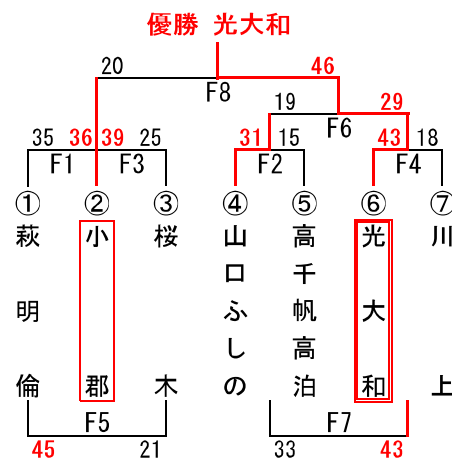 優勝 光大和
20 46
F8
19 29
F6
35 36 39 25 31 15 43 18
F1 F3 F2 F4
① ② ③ ④ ⑤ ⑥ ⑦
萩明倫
小郡
桜木
山口ふしの
高千帆高泊
光大和
川上
F5 F7
45 21 33 43